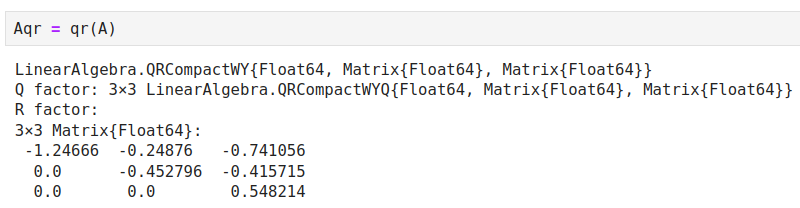 Aqr = qr(A)
LinearAlgebra.QRCompactWY{Float64, Matrix{Float64}, Matrix{Float64}}
Q factor: 3×3 LinearAlgebra.QRCompactWYQ{Float64, Matrix{Float64}, Matrix{Float64}}
R factor:
3×3 Matrix{Float64}:
 -1.24666  -0.24876   -0.741056
  0.0      -0.452796  -0.415715
  0.0       0.0        0.548214